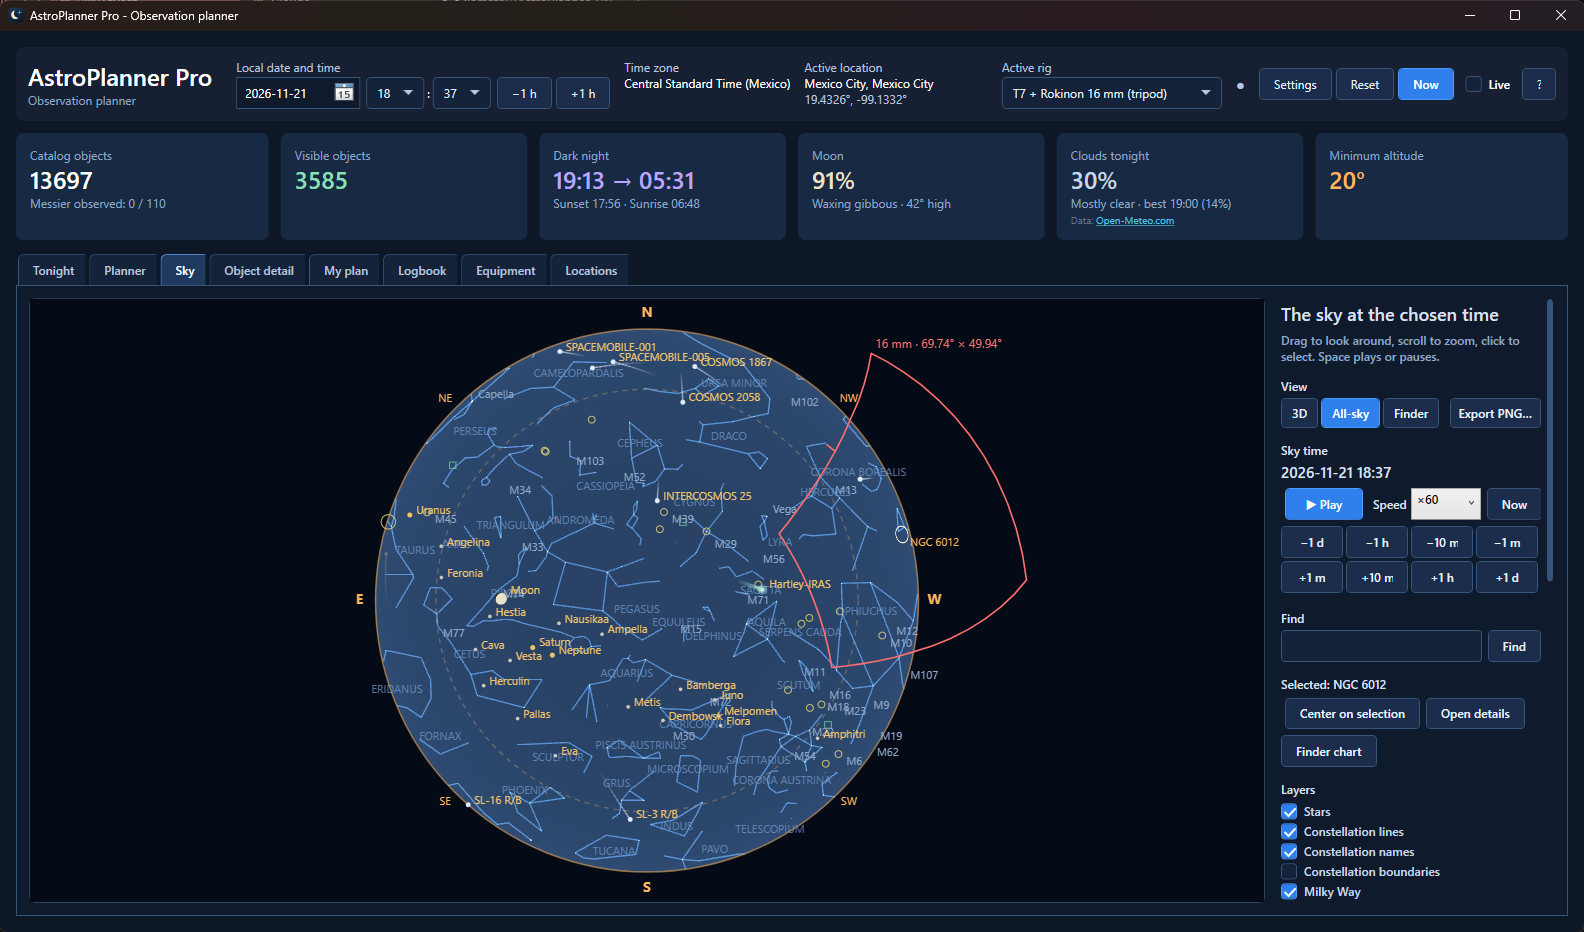 AstroPlanner Pro - Observation planner
AstroPlanner Pro
Observation planner
Local date and time
2026-11-21
15
18
:
37
−1 h
+1 h
Time zone
Central Standard Time (Mexico)
Active location
Mexico City, Mexico City
19.4326°, -99.1332°
Active rig
T7 + Rokinon 16 mm (tripod)
Settings
Reset
Now
Live
?
Catalog objects
13697
Messier observed: 0 / 110
Visible objects
3585
Dark night
19:13 → 05:31
Sunset 17:56 · Sunrise 06:48
Moon
91%
Waxing gibbous · 42° high
Clouds tonight
30%
Mostly clear · best 19:00 (14%)
Data: Open-Meteo.com
Minimum altitude
20°
Tonight
Planner
Sky
Object detail
My plan
Logbook
Equipment
Locations
N
SPACEMOBILE-001
SPACEMOBILE-005
COSMOS 1867
CAMELOPARDALIS
URSA MINOR
COSMOS 2058
16 mm · 69.74° × 49.94°
NE
Capella
M102
NW
PERSEUS
CEPHEUS
DRACO
M103
M52
CASSIOPEIA
CORONA BOREALIS
M34
INTERCOSMOS 25
CYGNUS
HERCULES
M13
Uranus
M45
TRIANGULUM
ANDROMEDA
M39
Vega
TAURUS
Angelina
M33
M29
LYRA
NGC 6012
M56
Feronia
Hartley-IRAS
Moon
M74
SAGITTA
M71
E
W
Hestia
PEGASUS
OPHIUCHUS
Nausikaa
EQUULEUS
AQUILA
M77
Ampella
M15
DELPHINUS
SERPENS CAUDA
M12
M10
Cava
Saturn
CETUS
Vesta
Neptune
Herculin
AQUARIUS
M11
M107
ERIDANUS
Bamberga
SCUTUM
Juno
M72
M16
Metis
M18
M23
M9
Pallas
Dembowsk
Melpomen
Flora
CAPRICORNUS
FORNAX
M30
Amphitri
M19
Eva
PISCIS AUSTRINUS
SCULPTOR
M62
MICROSCOPIUM
SAGITTARIUS
M54
M6
GRUS
CORONA AUSTRINA
PHOENIX
SE
SL-16 R/B
SW
SL-3 R/B
INDUS
TELESCOPIUM
TUCANA
PAVO
S
The sky at the chosen time
Drag to look around, scroll to zoom, click to
select. Space plays or pauses.
View
3D
All-sky
Finder
Export PNG...
Sky time
2026-11-21 18:37
Play
Speed
×60
Now
−1 d
−1 h
−10 m
−1 m
+1 m
+10 m
+1 h
+1 d
Find
Find
Selected: NGC 6012
Center on selection
Open details
Finder chart
Layers
Stars
Constellation lines
Constellation names
Constellation boundaries
Milky Way